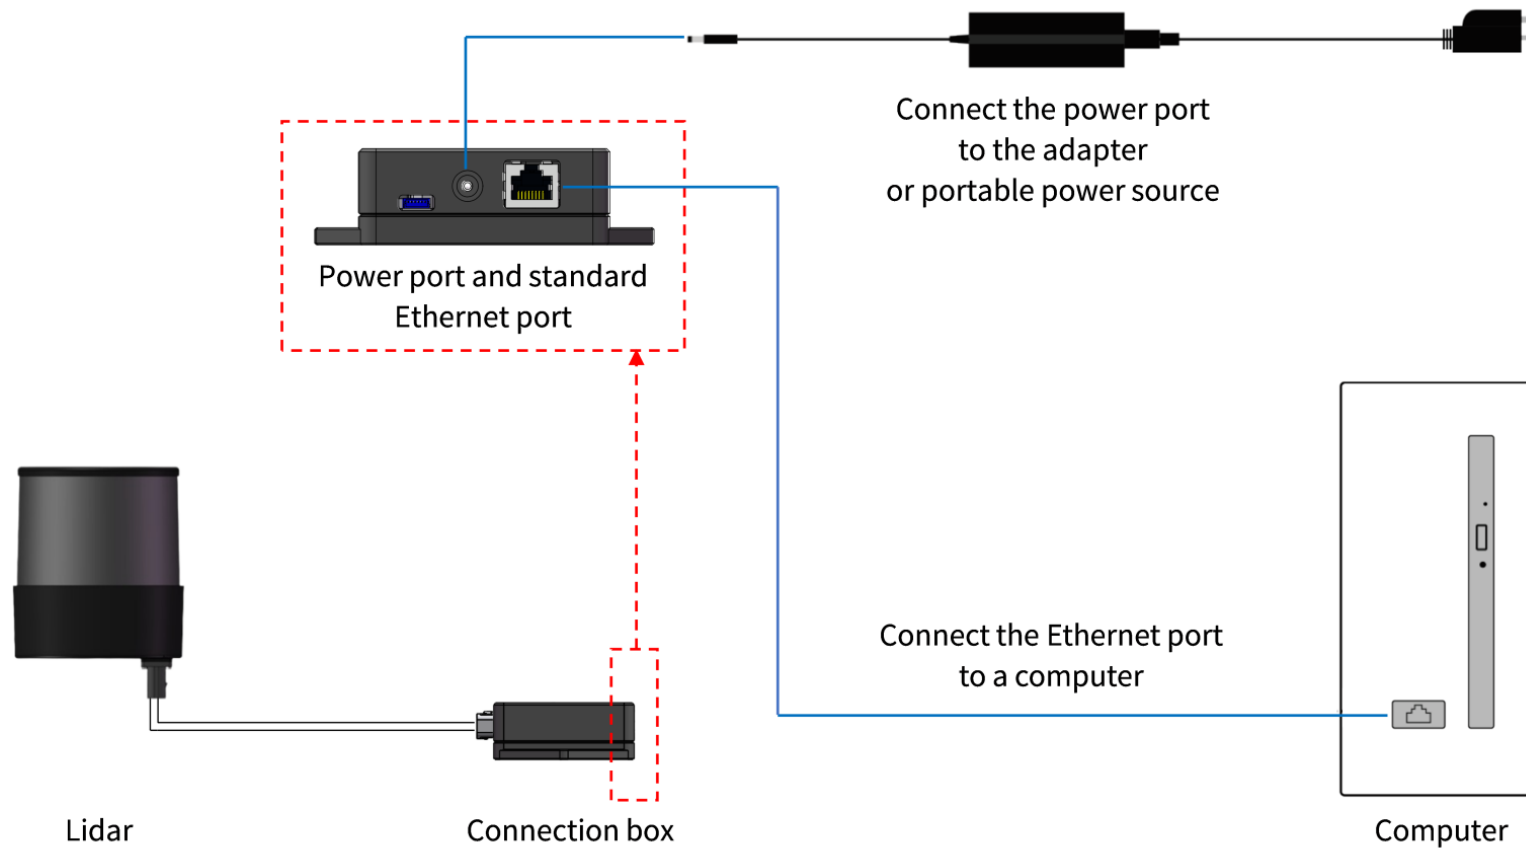 Connect the power port
to the adapter
or portable power source
Power port and standard
Ethernet port
Connect the Ethernet port
to a computer
Lidar
Connection box
Computer